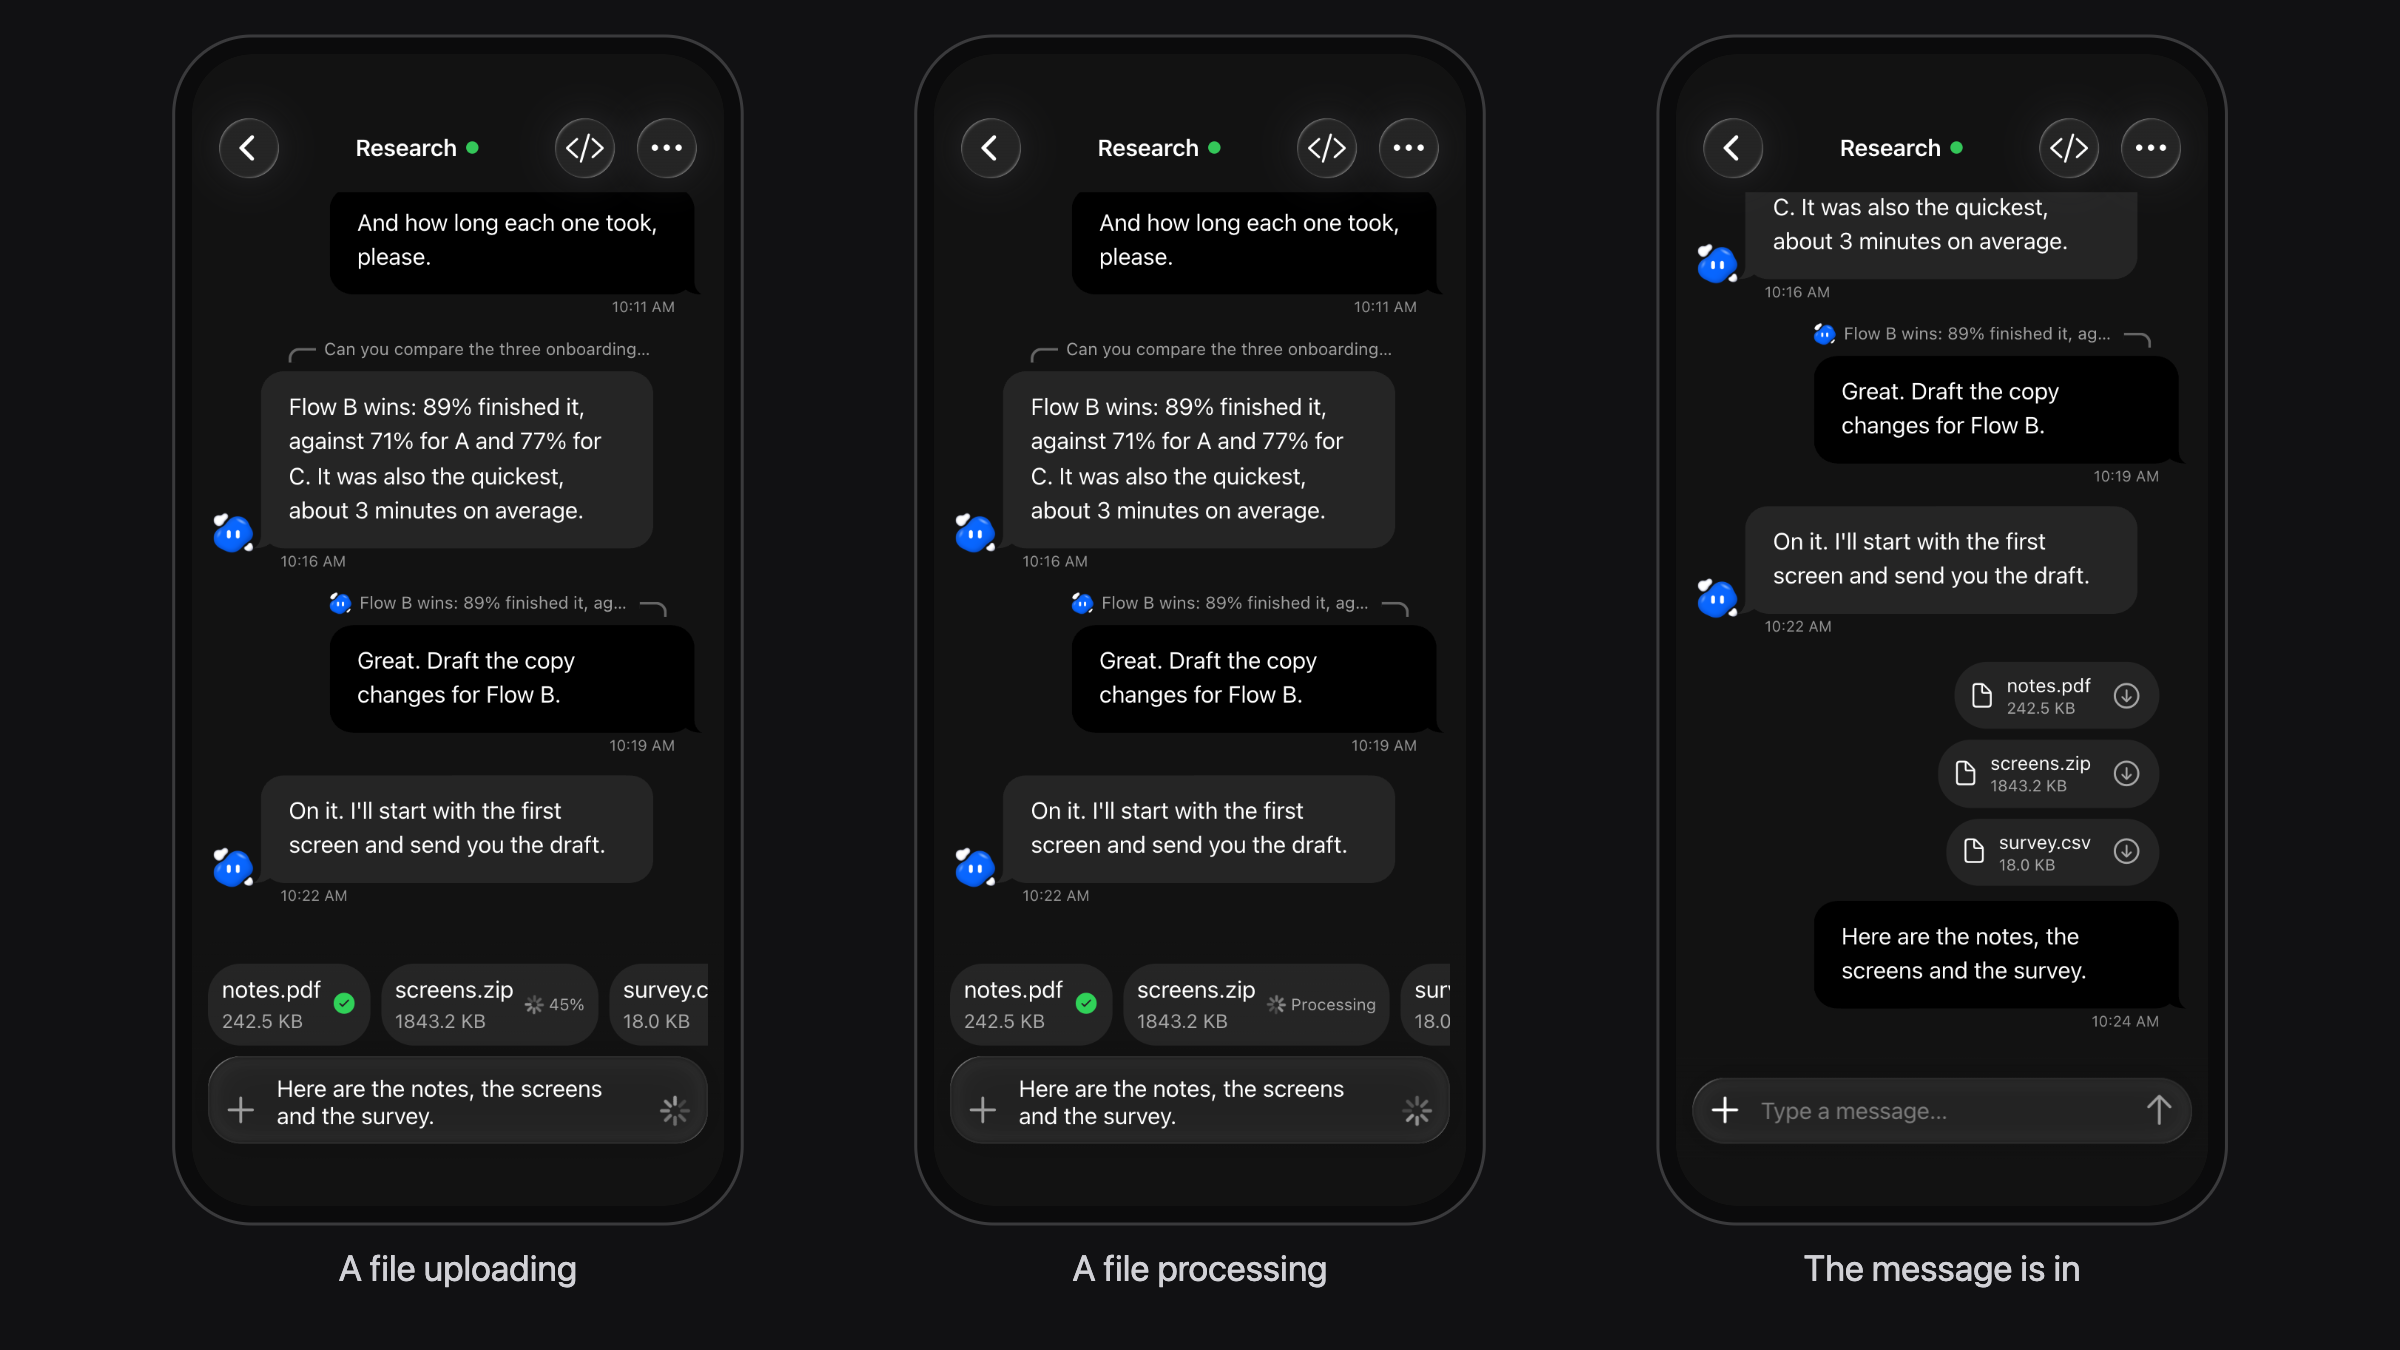 Research
And how long each one took,
please.
10:11 AM
Can you compare the three onboarding...
Flow B wins: 89% finished it,
against 71% for A and 77% for
C. It was also the quickest,
about 3 minutes on average.
10:16 AM
Flow B wins: 89% finished it, ag...
Great. Draft the copy
changes for Flow B.
10:19 AM
On it. I'll start with the first
screen and send you the draft.
10:22 AM
notes.pdf
242.5 KB
screens.zip
1843.2 KB
45%
survey.c
18.0 KB
Here are the notes, the screens
and the survey.
A file uploading
Research
And how long each one took,
please.
10:11 AM
Can you compare the three onboarding...
Flow B wins: 89% finished it,
against 71% for A and 77% for
C. It was also the quickest,
about 3 minutes on average.
10:16 AM
Flow B wins: 89% finished it, ag...
Great. Draft the copy
changes for Flow B.
10:19 AM
On it. I'll start with the first
screen and send you the draft.
10:22 AM
notes.pdf
242.5 KB
screens.zip
1843.2 KB
Processing
sur
18.0
Here are the notes, the screens
and the survey.
A file processing
Research
C. It was also the quickest,
about 3 minutes on average.
10:16 AM
Flow B wins: 89% finished it, ag...
Great. Draft the copy
changes for Flow B.
10:19 AM
On it. I'll start with the first
screen and send you the draft.
10:22 AM
notes.pdf
242.5 KB
screens.zip
1843.2 KB
survey.csv
18.0 KB
Here are the notes, the
screens and the survey.
10:24 AM
Type a message...
The message is in